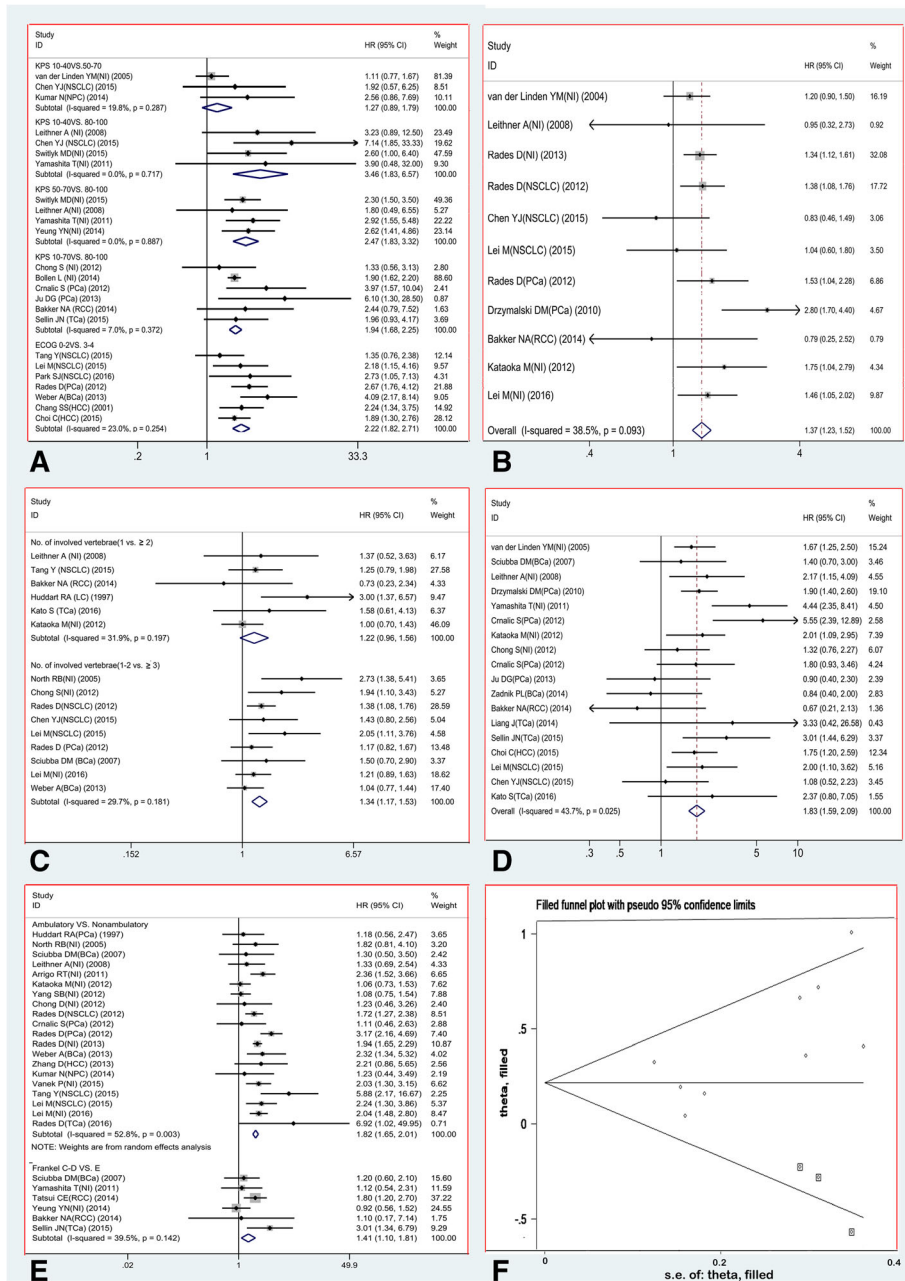 Study
%
ID
HR (95% CI)
Weight
KPS 10-40VS.50-70
van der Linden YM(NI) (2005) 1.11 (0.77, 1.67) 81.39
Chen YJ(NSCLC) (2015) 1.92 (0.57, 6.25) 8.51
Kumar N(NPC) (2014) 2.56 (0.86, 7.69) 10.11
Subtotal (I-squared = 19.8%, p = 0.287) 1.27 (0.89, 1.79) 100.00
KPS 10-40VS. 80-100
Leithner A (NI) (2008) 3.23 (0.89, 12.50) 23.49
Chen YJ (NSCLC) (2015) 7.14 (1.85, 33.33) 19.62
Switlyk MD(NI) (2015) 2.60 (1.00, 6.40) 47.59
Yamashita T(NI) (2011) 3.90 (0.48, 32.00) 9.30
Subtotal (I-squared = 0.0%, p = 0.717) 3.46 (1.83, 6.57) 100.00
KPS 50-70VS. 80-100
Switlyk MD(NI) (2015) 2.30 (1.50, 3.50) 49.36
Leithner A(NI) (2008) 1.80 (0.49, 6.55) 5.27
Yamashita T(NI) (2011) 2.92 (1.55, 5.48) 22.22
Yeung YN(NI) (2014) 2.62 (1.41, 4.86) 23.14
Subtotal (I-squared = 0.0%, p = 0.887) 2.47 (1.83, 3.32) 100.00
KPS 10-70VS. 80-100
Chong S (NI) (2012) 1.33 (0.56, 3.13) 2.80
Bollen L (NI) (2014) 1.90 (1.62, 2.20) 88.60
Crnalic S (PCa) (2012) 3.97 (1.57, 10.04) 2.41
Ju DG (PCa) (2013) 6.10 (1.30, 28.50) 0.87
Bakker NA (RCC) (2014) 2.44 (0.79, 7.52) 1.63
Sellin JN (TCa) (2015) 1.96 (0.93, 4.17) 3.69
Subtotal (I-squared = 7.0%, p = 0.372) 1.94 (1.68, 2.25) 100.00
ECOG 0-2VS. 3-4
Tang Y(NSCLC) (2015) 1.35 (0.76, 2.38) 12.14
Lei M(NSCLC) (2015) 2.18 (1.15, 4.16) 9.57
Park SJ(NSCLC) (2016) 2.73 (1.05, 7.13) 4.31
Rades D(PCa) (2012) 2.67 (1.76, 4.12) 21.88
Weber A(BCa) (2013) 4.09 (2.17, 8.14) 9.05
Chang SS(HCC) (2001) 2.24 (1.34, 3.75) 14.92
Choi C(HCC) (2015) 1.89 (1.30, 2.76) 28.12
Subtotal (I-squared = 23.0%, p = 0.254) 2.22 (1.82, 2.71) 100.00
A
.2 1 33.3
Study
%
ID
HR (95% CI)
Weight
van der Linden YM(NI) (2004) 1.20 (0.90, 1.50) 16.19
Leithner A(NI) (2008) 0.95 (0.32, 2.73) 0.92
Rades D(NI) (2013) 1.34 (1.12, 1.61) 32.08
Rades D(NSCLC) (2012) 1.38 (1.08, 1.76) 17.72
Chen YJ(NSCLC) (2015) 0.83 (0.46, 1.49) 3.06
Lei M(NSCLC) (2015) 1.04 (0.60, 1.80) 3.50
Rades D(PCa) (2012) 1.53 (1.04, 2.28) 6.86
Drzymalski DM(PCa) (2010) 2.80 (1.70, 4.40) 4.67
Bakker NA(RCC) (2014) 0.79 (0.25, 2.52) 0.79
Kataoka M(NI) (2012) 1.75 (1.04, 2.79) 4.34
Lei M(NI) (2016) 1.46 (1.05, 2.02) 9.87
Overall (I-squared = 38.5%, p = 0.093) 1.37 (1.23, 1.52) 100.00
B
.4 1 4
Study
%
ID
HR (95% CI)
Weight
No. of involved vertebrae(1 vs. ≥ 2)
Leithner A (NI) (2008) 1.37 (0.52, 3.63) 6.17
Tang Y (NSCLC) (2015) 1.25 (0.79, 1.98) 27.58
Bakker NA (RCC) (2014) 0.73 (0.23, 2.34) 4.33
Huddart RA (LC) (1997) 3.00 (1.37, 6.57) 9.47
Kato S (TCa) (2016) 1.58 (0.61, 4.13) 6.37
Kataoka M(NI) (2012) 1.00 (0.70, 1.43) 46.09
Subtotal (I-squared = 31.9%, p = 0.197) 1.22 (0.96, 1.56) 100.00
No. of involved vertebrae(1-2 vs. ≥ 3)
North RB(NI) (2005) 2.73 (1.38, 5.41) 3.65
Chong S(NI) (2012) 1.94 (1.10, 3.43) 5.27
Rades D(NSCLC) (2012) 1.38 (1.08, 1.76) 28.59
Chen YJ(NSCLC) (2015) 1.43 (0.80, 2.56) 5.04
Lei M(NSCLC) (2015) 2.05 (1.11, 3.76) 4.58
Rades D (PCa) (2012) 1.17 (0.82, 1.67) 13.48
Sciubba DM (BCa) (2007) 1.50 (0.70, 2.90) 3.37
Lei M(NI) (2016) 1.21 (0.89, 1.63) 18.62
Weber A(BCa) (2013) 1.04 (0.77, 1.44) 17.40
Subtotal (I-squared = 29.7%, p = 0.181) 1.34 (1.17, 1.53) 100.00
C
.152 1 6.57
Study
%
ID
HR (95% CI)
Weight
van der Linden YM(NI) (2005) 1.67 (1.25, 2.50) 15.24
Sciubba DM(BCa) (2007) 1.40 (0.70, 3.00) 3.46
Leithner A(NI) (2008) 2.17 (1.15, 4.09) 4.55
Drzymalski DM(PCa) (2010) 1.90 (1.40, 2.60) 19.10
Yamashita T(NI) (2011) 4.44 (2.35, 8.41) 4.50
Crnalic S(PCa) (2012) 5.55 (2.39, 12.89) 2.58
Kataoka M(NI) (2012) 2.01 (1.09, 2.95) 7.39
Chong S(NI) (2012) 1.32 (0.76, 2.27) 6.07
Crnalic S(PCa) (2012) 1.80 (0.93, 3.46) 4.24
Ju DG(PCa) (2013) 0.90 (0.40, 2.30) 2.39
Zadnik PL(BCa) (2014) 0.84 (0.40, 2.00) 2.83
Bakker NA(RCC) (2014) 0.67 (0.21, 2.13) 1.36
Liang J(TCa) (2014) 3.33 (0.42, 26.58) 0.43
Sellin JN(TCa) (2015) 3.01 (1.44, 6.29) 3.37
Choi C(HCC) (2015) 1.75 (1.20, 2.59) 12.34
Lei M(NSCLC) (2015) 2.00 (1.10, 3.62) 5.16
Chen YJ(NSCLC) (2015) 1.08 (0.52, 2.23) 3.45
Kato S(TCa) (2016) 2.37 (0.80, 7.05) 1.55
Overall (I-squared = 43.7%, p = 0.025) 1.83 (1.59, 2.09) 100.00
D
.3 .5 1 5 10
Study
%
ID
HR (95% CI)
Weight
Ambulatory VS. Nonambulatory
Huddart RA(PCa) (1997) 1.18 (0.56, 2.47) 3.65
North RB(NI) (2005) 1.82 (0.81, 4.10) 3.20
Sciubba DM(BCa) (2007) 1.30 (0.50, 3.50) 2.42
Leithner A(NI) (2008) 1.33 (0.69, 2.54) 4.33
Arrigo RT(NI) (2011) 2.36 (1.52, 3.66) 6.65
Kataoka M(NI) (2012) 1.06 (0.73, 1.53) 7.62
Yang SB(NI) (2012) 1.08 (0.75, 1.54) 7.88
Chong D(NI) (2012) 1.23 (0.46, 3.26) 2.40
Rades D(NSCLC) (2012) 1.72 (1.27, 2.38) 8.51
Crnalic S(PCa) (2012) 1.11 (0.46, 2.63) 2.88
Rades D(PCa) (2012) 3.17 (2.16, 4.69) 7.40
Rades D(NI) (2013) 1.94 (1.65, 2.29) 10.87
Weber A(BCa) (2013) 2.32 (1.34, 5.32) 4.02
Zhang D(HCC) (2013) 2.21 (0.86, 5.65) 2.56
Kumar N(NPC) (2014) 1.23 (0.44, 3.49) 2.19
Vanek P(NI) (2015) 2.03 (1.30, 3.15) 6.62
Tang Y(NSCLC) (2015) 5.88 (2.17, 16.67) 2.25
Lei M(NSCLC) (2015) 2.24 (1.30, 3.86) 5.37
Lei M(NI) (2016) 2.04 (1.48, 2.80) 8.47
Rades D(TCa) (2016) 6.92 (1.02, 49.95) 0.71
Subtotal (I-squared = 52.8%, p = 0.003) 1.82 (1.65, 2.01) 100.00
NOTE: Weights are from random effects analysis
Frankel C-D VS. E
Sciubba DM(BCa) (2007) 1.20 (0.60, 2.10) 15.60
Yamashita T(NI) (2011) 1.12 (0.54, 2.31) 11.59
Tatsui CE(RCC) (2014) 1.80 (1.20, 2.70) 37.22
Yeung YN(NI) (2014) 0.92 (0.56, 1.52) 24.55
Bakker NA(RCC) (2014) 1.10 (0.17, 7.14) 1.75
Sellin JN(TCa) (2015) 3.01 (1.34, 6.79) 9.29
Subtotal (I-squared = 39.5%, p = 0.142) 1.41 (1.10, 1.81) 100.00
E
.02 1 49.9
Filled funnel plot with pseudo 95% confidence limits
theta, filled
1
.5
0
-.5
0 0.2 0.4
s.e. of: theta, filled
F